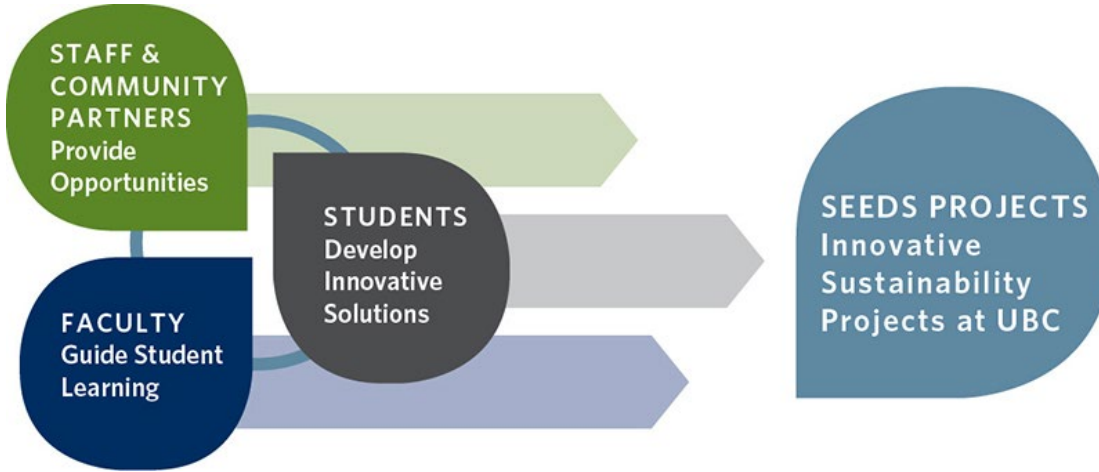 STAFF &
COMMUNITY
PARTNERS
Provide
Opportunities
STUDENTS
Develop
Innovative
Solutions
FACULTY
Guide Student
Learning
SEEDS PROJECTS
Innovative
Sustainability
Projects at UBC